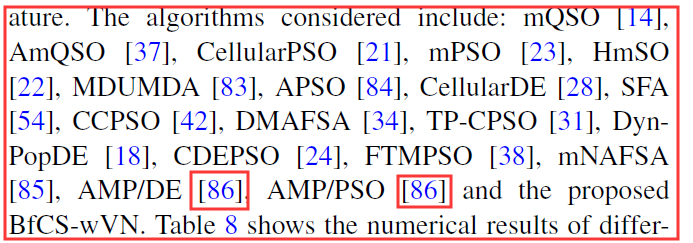 ature. The algorithms considered include: mQSO [14],
AmQSO [37], CellularPSO [21], mPSO [23], HmSO
[22], MDUMDA [83], APSO [84], CellularDE [28], SFA
[54], CCPSO [42], DMAFSA [34], TP-CPSO [31], Dyn-
PopDE [18], CDEPSO [24], FTMPSO [38], mNAFSA
[85], AMP/DE [86], AMP/PSO [86] and the proposed
BfCS-wVN. Table 8 shows the numerical results of differ-